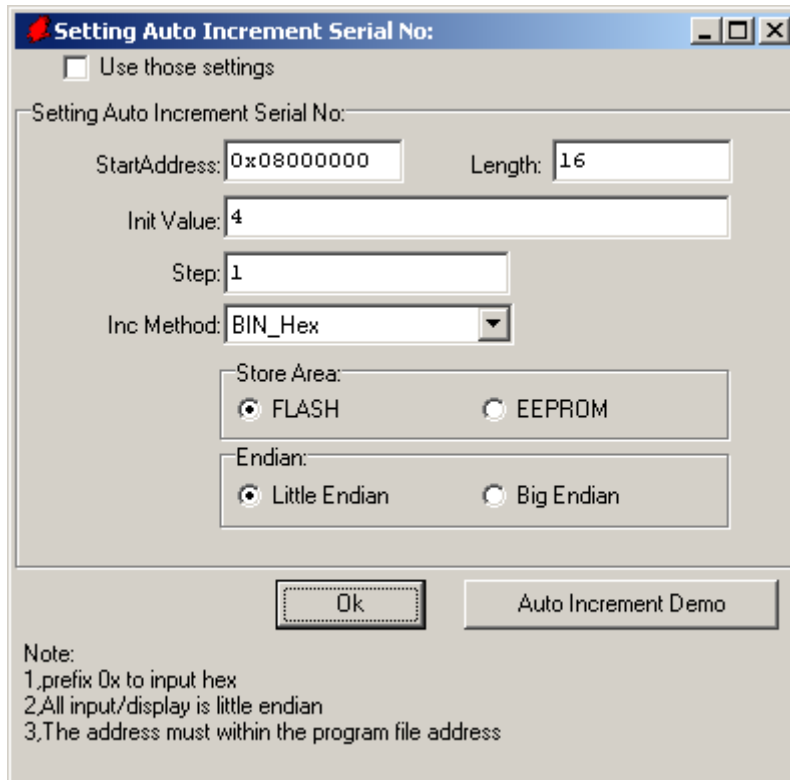 Setting Auto Increment Serial No:
Use those settings
Setting Auto Increment Serial No:
StartAddress: 0x08000000 Length: 16
Init Value: 4
Step: 1
Inc Method: BIN_Hex
Store Area:
FLASH EEPROM
Endian:
Little Endian Big Endian
Ok Auto Increment Demo
Note:
1,prefix 0x to input hex
2,All input/display is little endian
3,The address must within the program file address